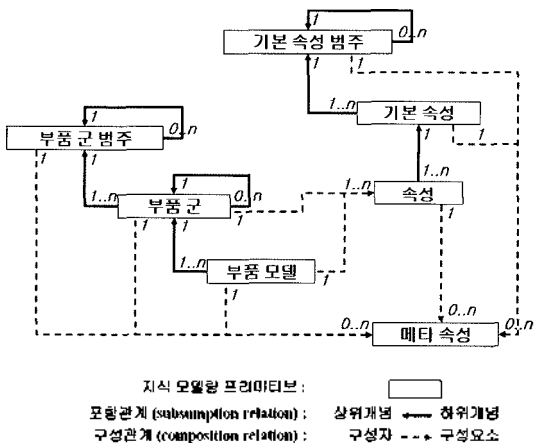 1
0..n
기본 속성 범주
1 1
1..n
기본 속성
1 1
1
0..n
부품 군 범주
1 1
1..n
1
0..n
부품 군
1 1 1
1..n
1..n
속성
1
1..n
부품 모델
1
1
0..n
0..n
메타 속성
0..n
지식 모델링 프리미티브 :
포함관계 (subsumption relation) : 상위개념 하위개념
구성관계 (composition relation) : 구성자 구성요소